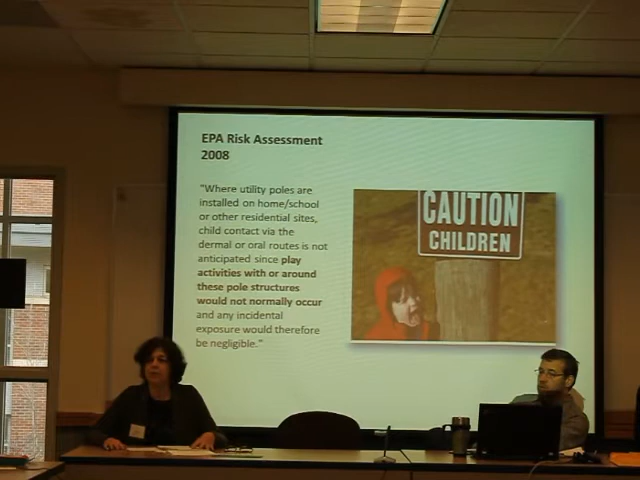 EPA Risk Assessment
2008
"Where utility poles are
installed on home/school
or other residential sites,
child contact via the
dermal or oral routes is not
anticipated since play
activities with or around
these pole structures
would not normally occur
and any incidental
exposure would therefore
be negligible."
CAUTION
CHILDREN